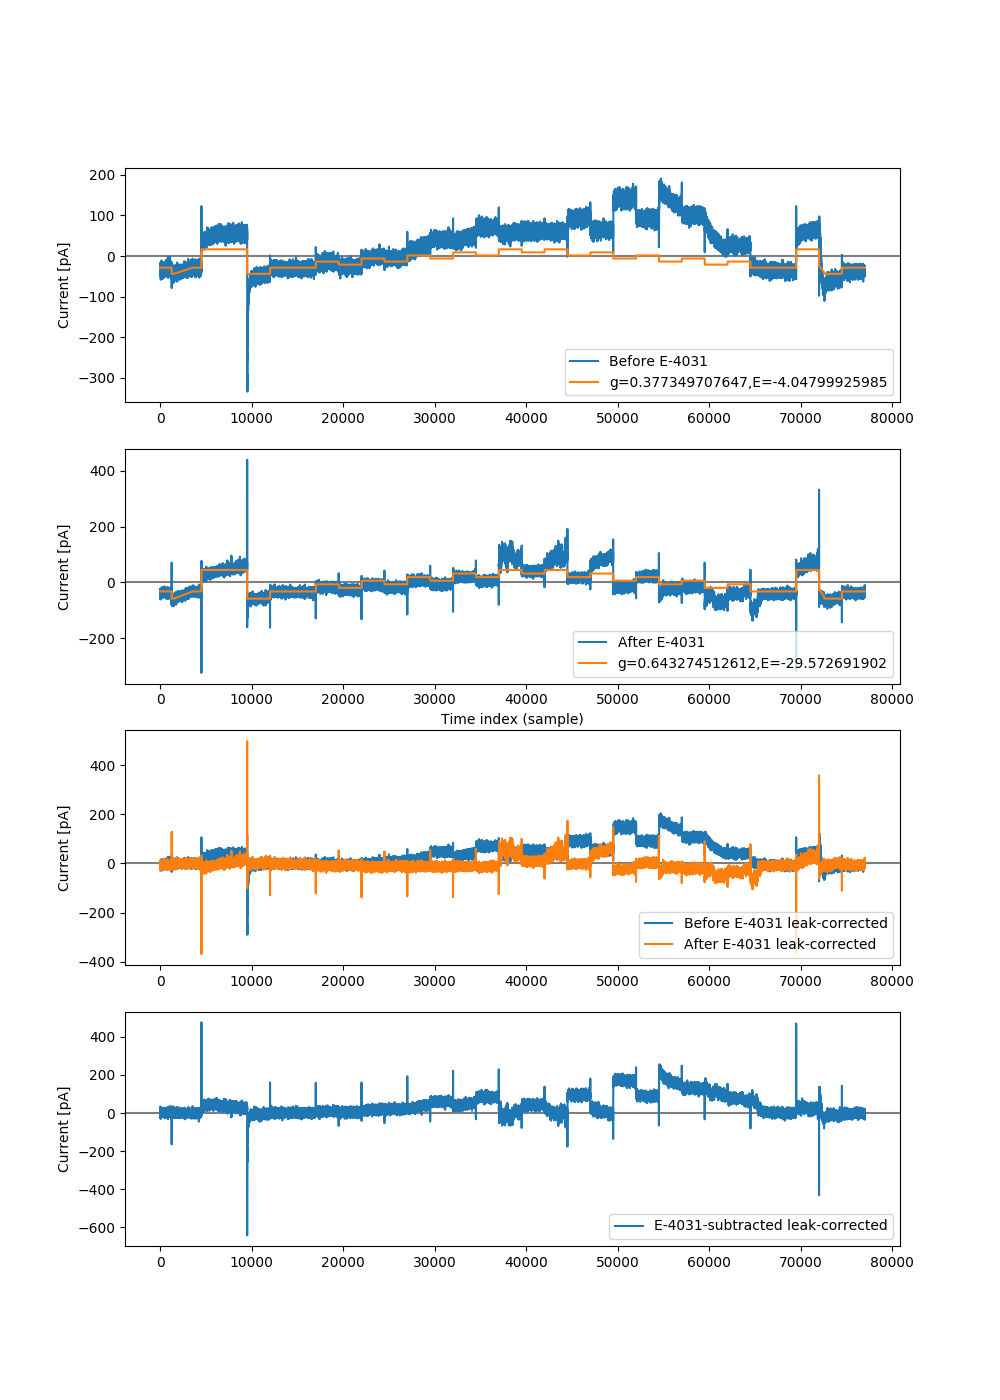 200
100
0
−100
−200
−300
Current [pA]
Before E-4031
g=0.377349707647,E=-4.04799925985
0 10000 20000 30000 40000 50000 60000 70000 80000
400
200
0
−200
Current [pA]
After E-4031
g=0.643274512612,E=-29.572691902
0 10000 20000 30000 40000 50000 60000 70000 80000
Time index (sample)
400
200
0
−200
−400
Current [pA]
Before E-4031 leak-corrected
After E-4031 leak-corrected
0 10000 20000 30000 40000 50000 60000 70000 80000
400
200
0
−200
−400
−600
Current [pA]
E-4031-subtracted leak-corrected
0 10000 20000 30000 40000 50000 60000 70000 80000